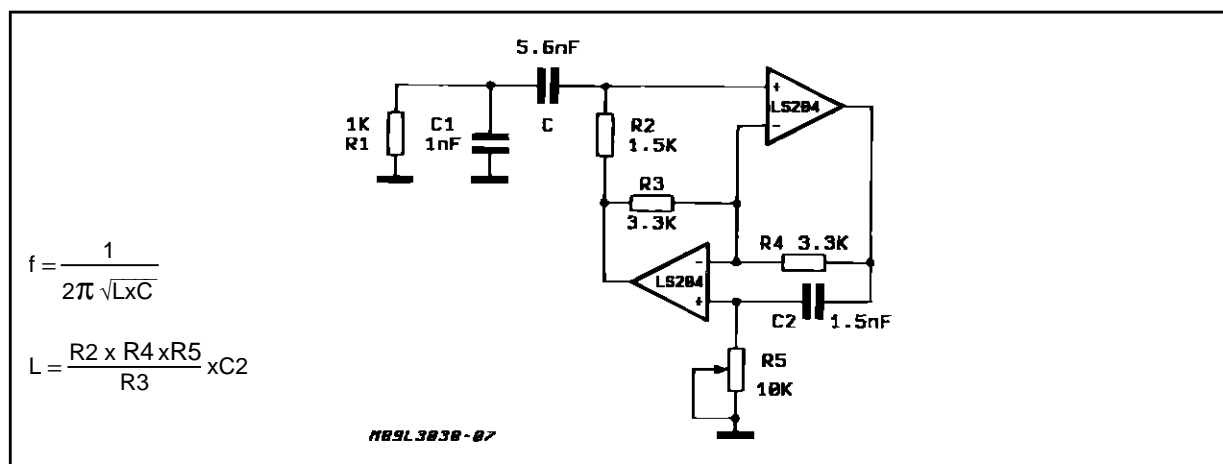 5.6nF
C
1K
R1
C1
1nF
R2
1.5K
+
LS204
-
R3
3.3K
R4 3.3K
-
LS204
+
C2 1.5nF
R5
10K
f = 1 / 2π √LxC
L = R2 x R4 xR5 / R3 xC2
M89L3030-07